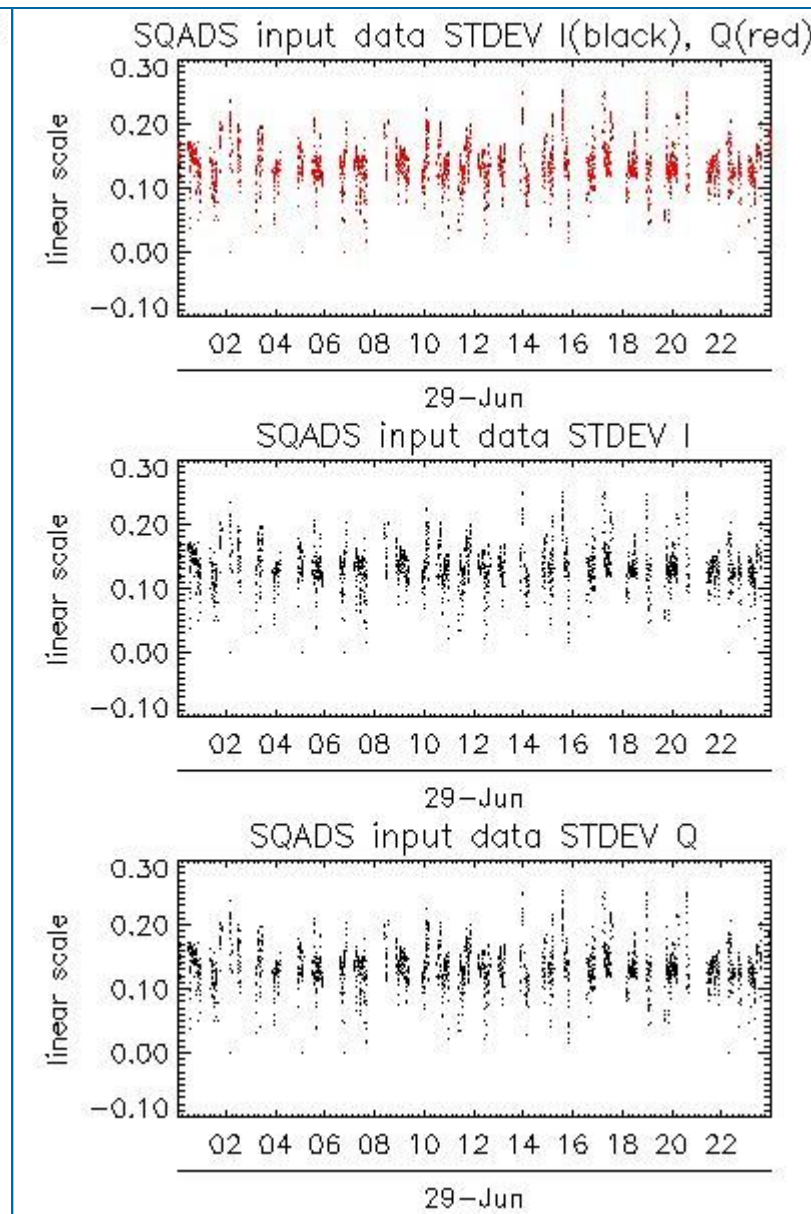 SQADS input data STDEV I(black), Q(red)
0.30
0.20
0.10
0.00
-0.10
linear scale
02 04 06 08 10 12 14 16 18 20 22
29-Jun
SQADS input data STDEV I
0.30
0.20
0.10
0.00
-0.10
linear scale
02 04 06 08 10 12 14 16 18 20 22
29-Jun
SQADS input data STDEV Q
0.30
0.20
0.10
0.00
-0.10
linear scale
02 04 06 08 10 12 14 16 18 20 22
29-Jun